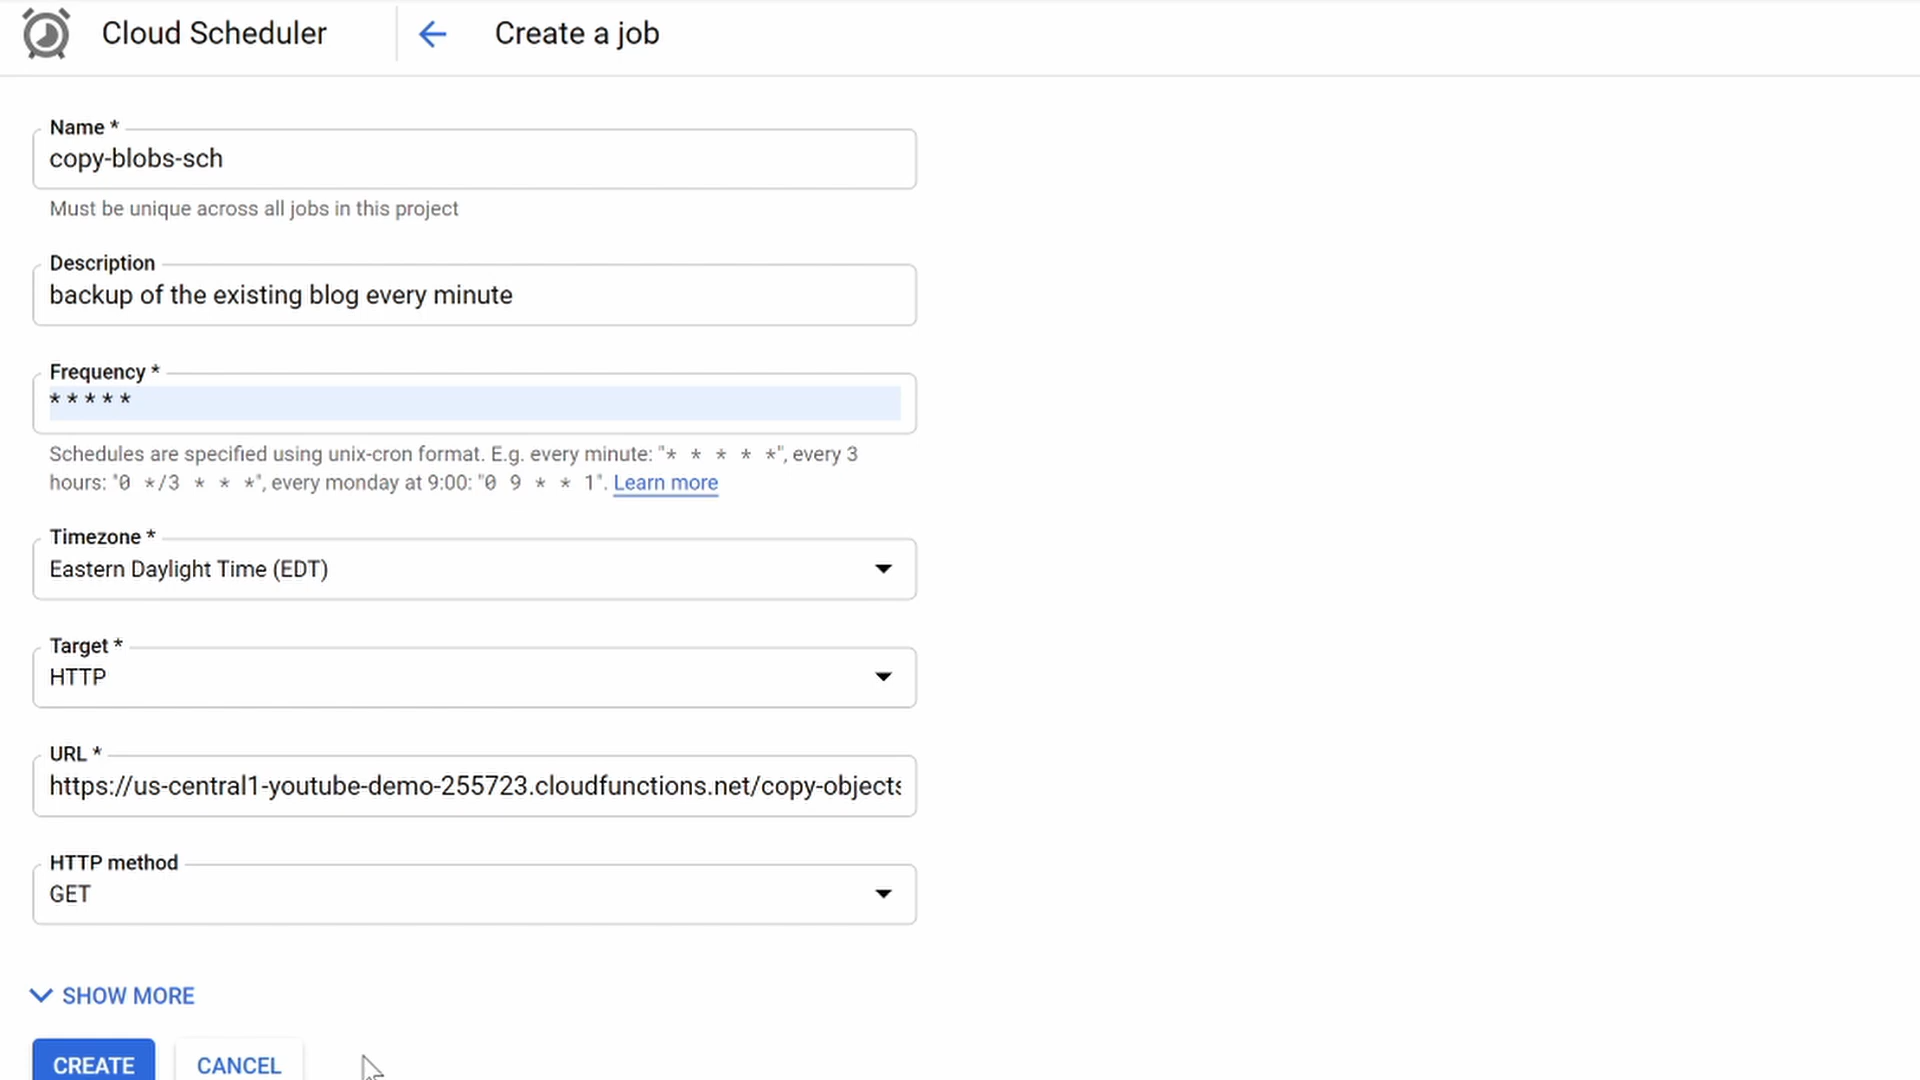 Cloud Scheduler
Create a job
Name *
copy-blobs-sch
Must be unique across all jobs in this project
Description
backup of the existing blog every minute
Frequency *
* * * * *
Schedules are specified using unix-cron format. E.g. every minute: "* * * * *", every 3
hours: "0 */3 * * *", every monday at 9:00: "0 9 * * 1". Learn more
Timezone *
Eastern Daylight Time (EDT)
Target *
HTTP
URL *
https://us-central1-youtube-demo-255723.cloudfunctions.net/copy-objects
HTTP method
GET
SHOW MORE
CREATE
CANCEL